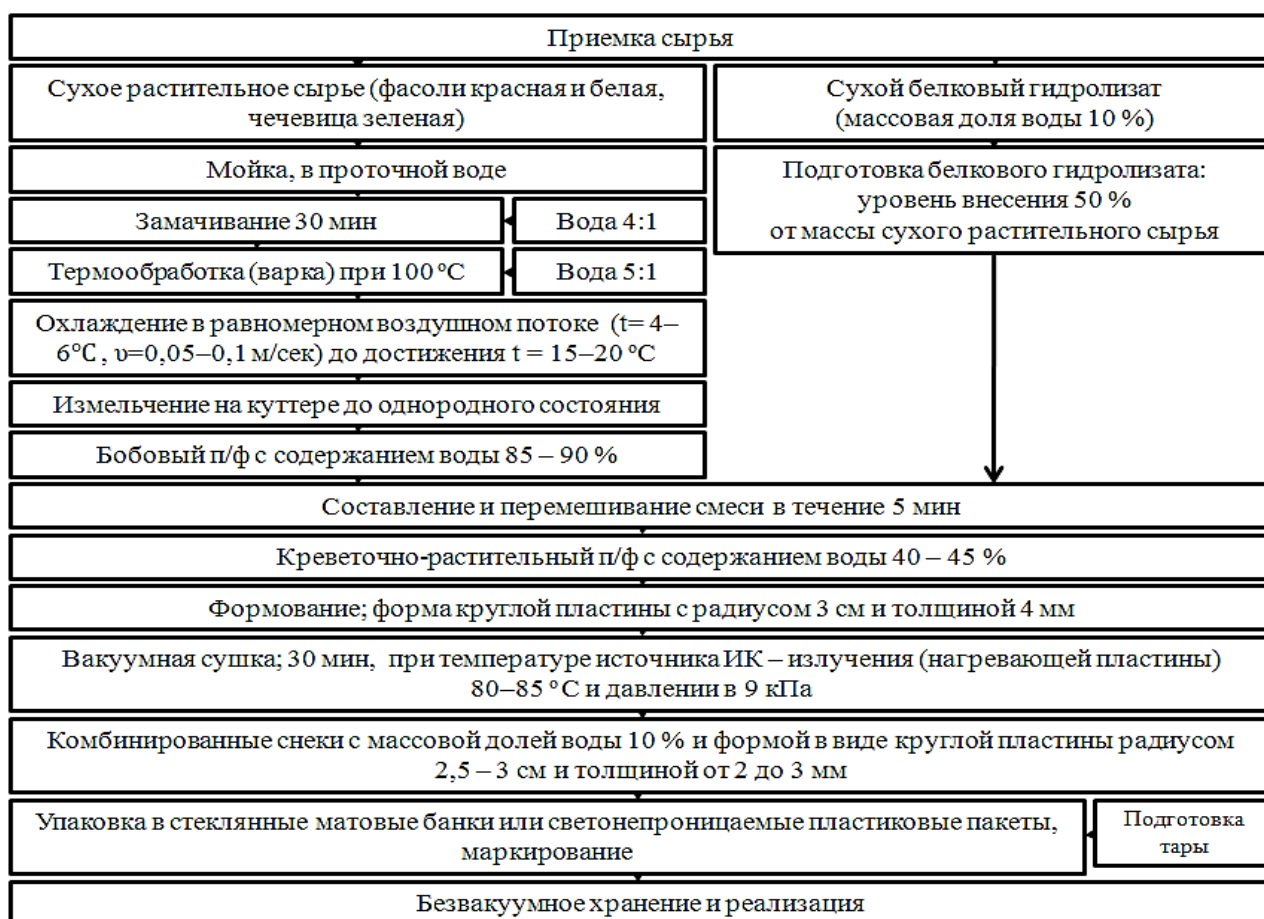 Приемка сырья
Сухое растительное сырье (фасоли красная и белая,
чечевица зеленая)
Сухой белковый гидролизат
(массовая доля воды 10 %)
Мойка, в проточной воде
Подготовка белкового гидролизата:
уровень внесения 50 %
от массы сухого растительного сырья
Замачивание 30 мин
Вода 4:1
Термообработка (варка) при 100 °С
Вода 5:1
Охлаждение в равномерном воздушном потоке (t= 4–
6℃, υ=0,05–0,1 м/сек) до достижения t = 15–20 °С
Измельчение на куттере до однородного состояния
Бобовый п/ф с содержанием воды 85 – 90 %
Составление и перемешивание смеси в течение 5 мин
Креветочно-растительный п/ф с содержанием воды 40 – 45 %
Формование; форма круглой пластины с радиусом 3 см и толщиной 4 мм
Вакуумная сушка; 30 мин, при температуре источника ИК – излучения (нагревающей пластины)
80–85 °С и давлении в 9 кПа
Комбинированные снеки с массовой долей воды 10 % и формой в виде круглой пластины радиусом
2,5 – 3 см и толщиной от 2 до 3 мм
Упаковка в стеклянные матовые банки или светонепроницаемые пластиковые пакеты,
маркирование
Подготовка
тары
Безвакуумное хранение и реализация